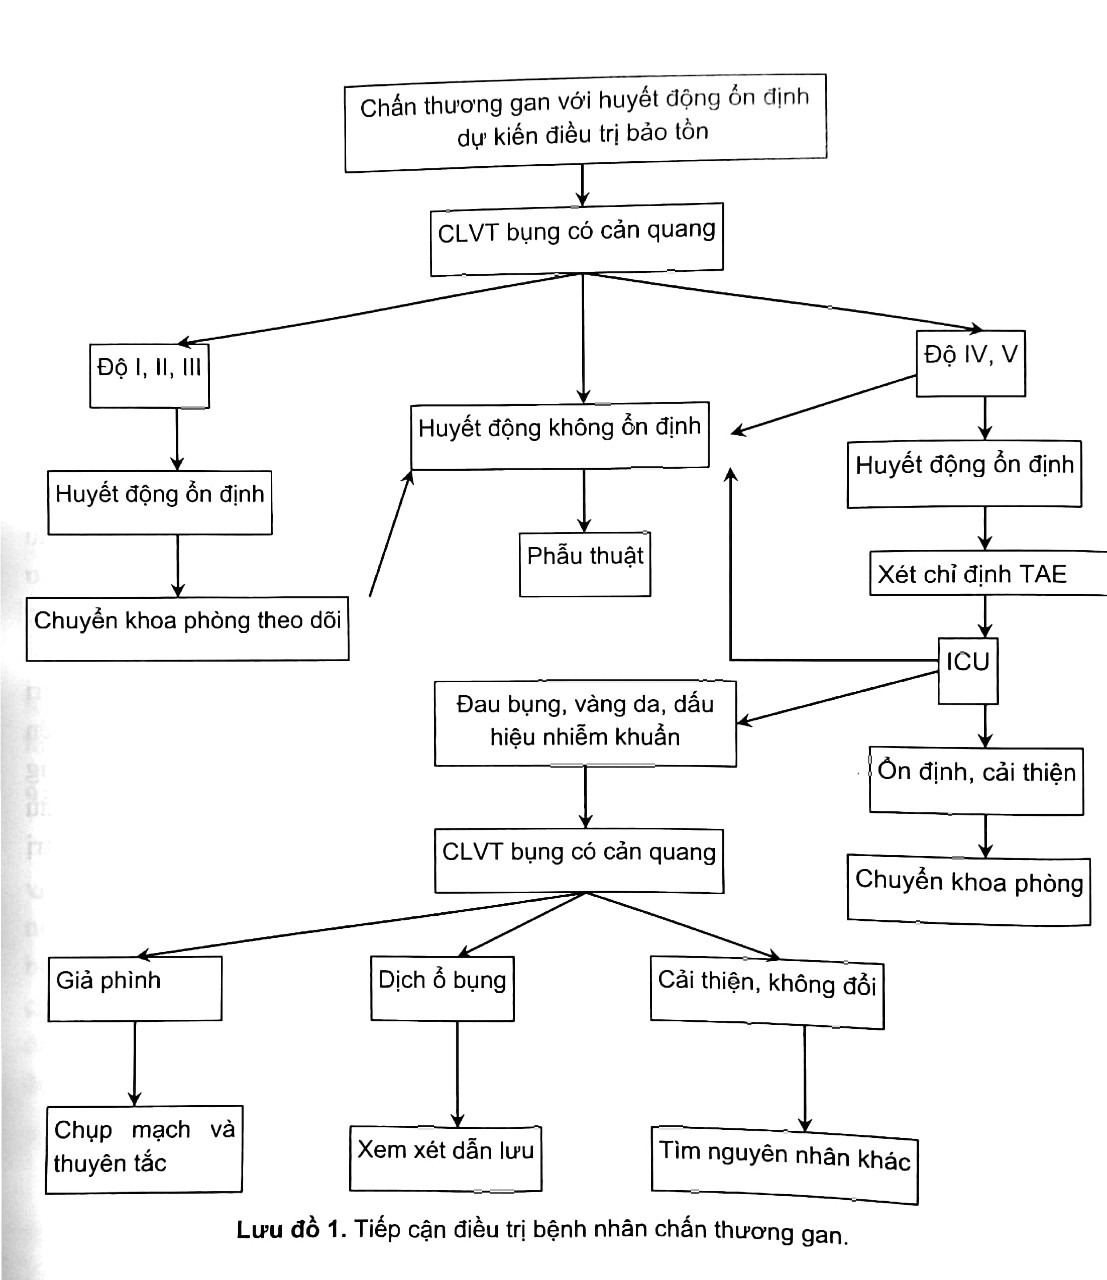 Chấn thương gan với huyết động ổn định
dự kiến điều trị bảo tồn
CLVT bụng có cản quang
Độ I, II, III
Độ IV, V
Huyết động không ổn định
Huyết động ổn định
Huyết động ổn định
Phẫu thuật
Xét chỉ định TAE
Chuyển khoa phòng theo dõi
ICU
Đau bụng, vàng da, dấu
hiệu nhiễm khuẩn
Ổn định, cải thiện
CLVT bụng có cản quang
Chuyển khoa phòng
Giả phình
Dịch ổ bụng
Cải thiện, không đổi
Chụp mạch và
thuyên tắc
Xem xét dẫn lưu
Tìm nguyên nhân khác
Lưu đồ 1. Tiếp cận điều trị bệnh nhân chấn thương gan.